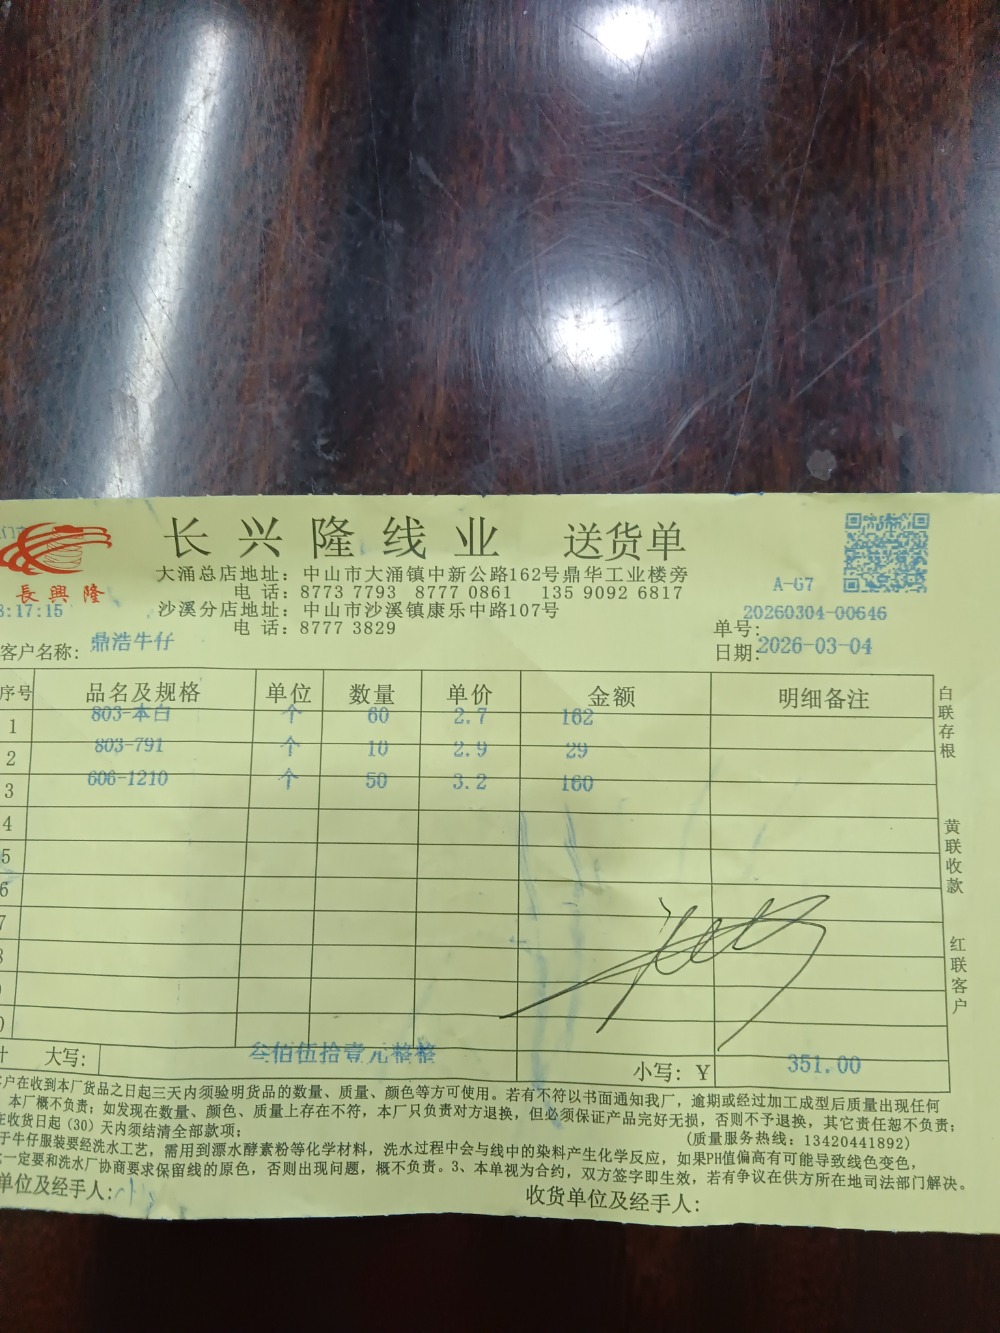 长兴隆线业 送货单
長興隆
大涌总店地址：中山市大涌镇中新公路162号鼎华工业楼旁
电 话：8773 7793 8777 0861 135 9092 6817
沙溪分店地址：中山市沙溪镇康乐中路107号
电 话：8777 3829
A-G7
:17:15
单号：20260304-00646
客户名称：鼎浩牛仔
日期：2026-03-04
序号 品名及规格 单位 数量 单价 金额 明细备注
1 803-本白 个 60 2.7 162
2 803-791 个 10 2.9 29
3 606-1210 个 50 3.2 160
4
5
6
7
大写：叁佰伍拾壹元整整 小写：Y 351.00
白联存根
黄联收款
红联客户
户在收到本厂货品之日起三天内须验明货品的数量、质量、颜色等方可使用。若有不符以书面通知我厂，逾期或经过加工成型后质量出现任何
本厂概不负责；如发现在数量、颜色、质量上存在不符，本厂只负责对方退换，但必须保证产品完好无损，否则不予退换，其它责任恕不负责；
在收货日起（30）天内须结清全部款项； (质量服务热线：13420441892)
于牛仔服装要经洗水工艺，需用到漂水酵素粉等化学材料，洗水过程中会与线中的染料产生化学反应，如果PH值偏高有可能导致线色变色，
一定要和洗水厂协商要求保留线的原色，否则出现问题，概不负责。3、本单视为合约，双方签字即生效，若有争议在供方所在地司法部门解决。
单位及经手人： 收货单位及经手人：